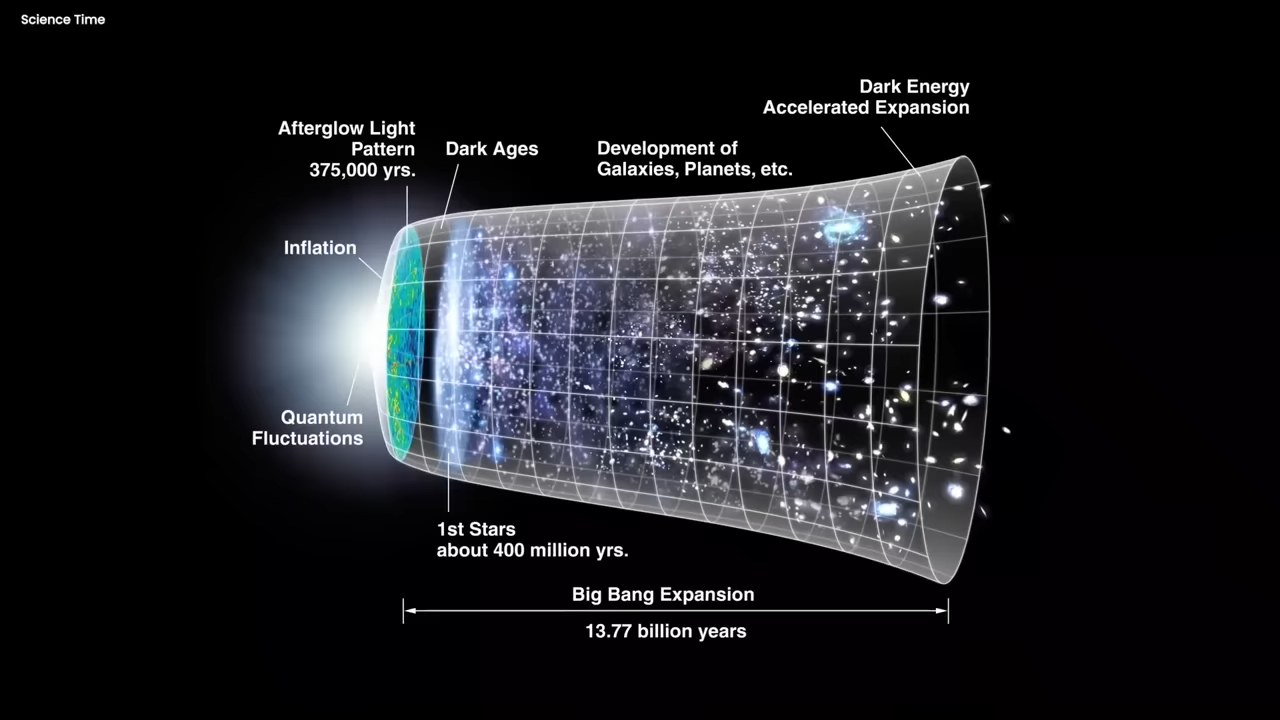 Science Time
Dark Energy
Accelerated Expansion
Afterglow Light
Pattern
375,000 yrs.
Dark Ages
Development of
Galaxies, Planets, etc.
Inflation
Quantum
Fluctuations
1st Stars
about 400 million yrs.
Big Bang Expansion
13.77 billion years